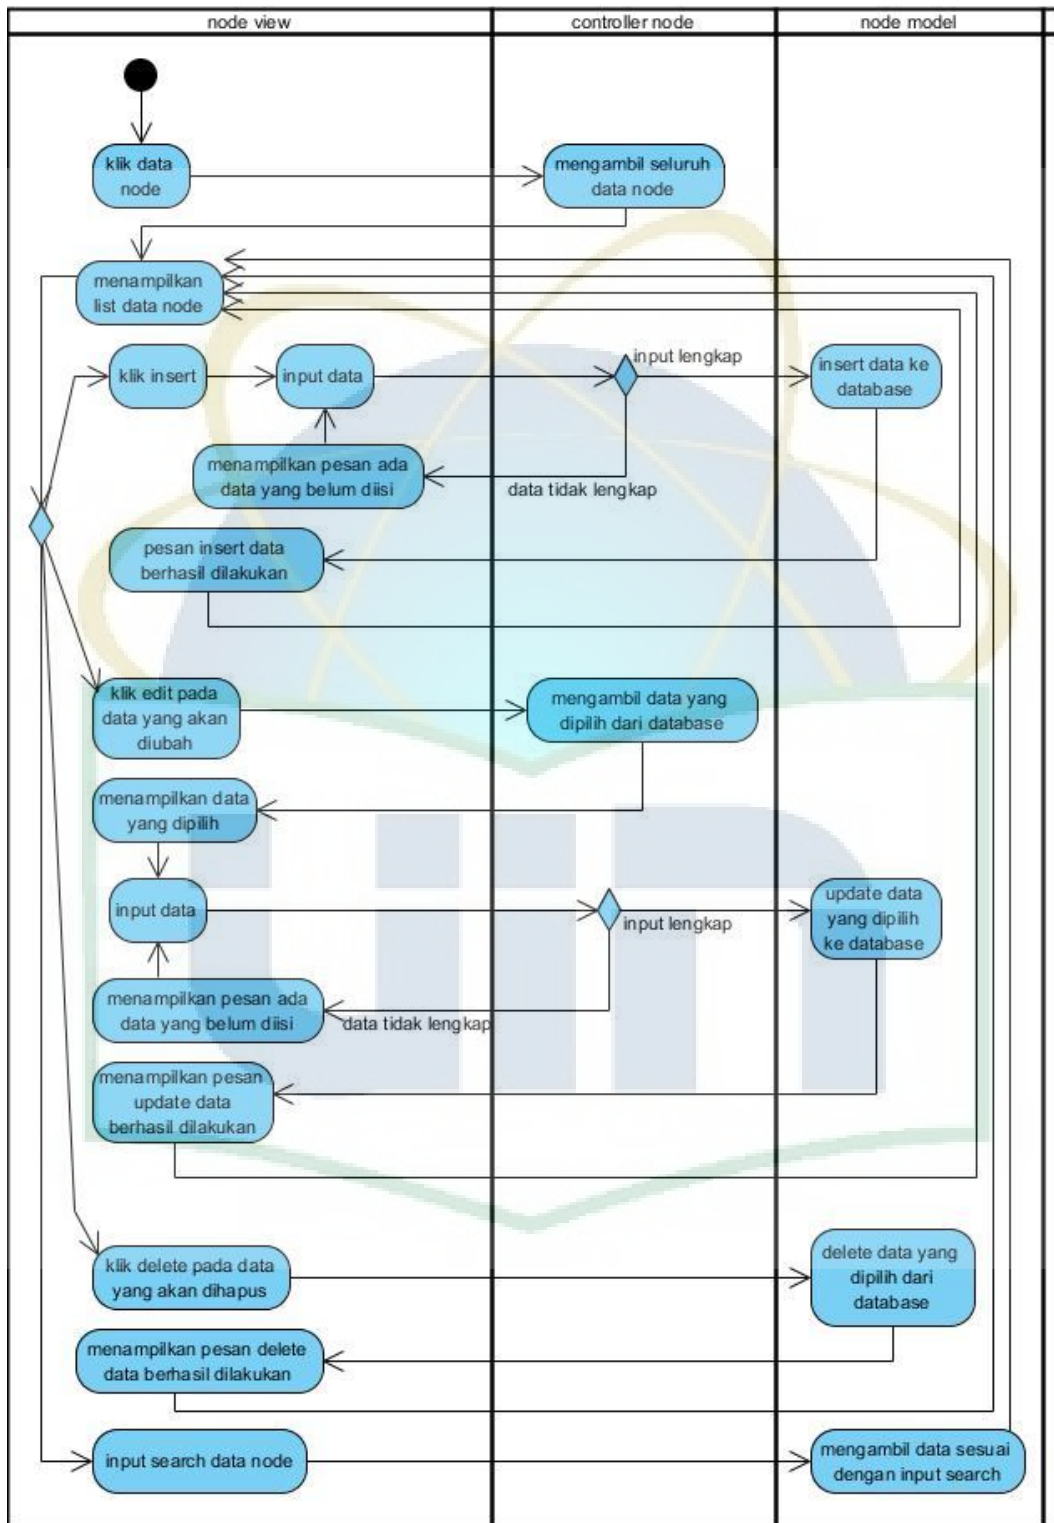 node view
controller node
node model
klik data
node
mengambil seluruh
data node
menampilkan
list data node
klik insert
input data
input lengkap
insert data ke
database
menampilkan pesan ada
data yang belum diisi
data tidak lengkap
pesan insert data
berhasil dilakukan
klik edit pada
data yang akan
diubah
mengambil data yang
dipilih dari database
menampilkan data
yang dipilih
input data
input lengkap
update data
yang dipilih
ke database
menampilkan pesan ada
data yang belum diisi
data tidak lengkap
menampilkan pesan
update data
berhasil dilakukan
klik delete pada data
yang akan dihapus
delete data yang
dipilih dari
database
menampilkan pesan delete
data berhasil dilakukan
input search data node
mengambil data sesuai
dengan input search
uin